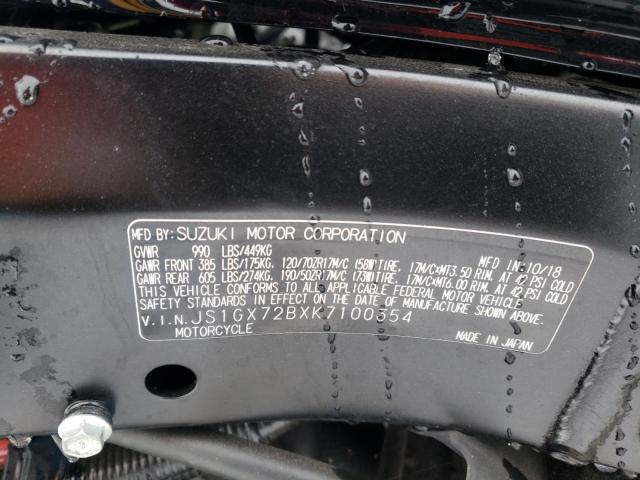 MFD BY:SUZUKI MOTOR CORPORATION
GVWR 990 LBS/449KG MFD IN:10/18
GAWR FRONT 385 LBS/175KG, 120/70ZR17M/C (58W)TIRE, 17M/C×MT3.50 RIM, AT 42 PSI COLD
GAWR REAR 605 LBS/274KG, 190/50ZR17M/C (73W)TIRE, 17M/C×MT6.00 RIM, AT 42 PSI COLD
THIS VEHICLE CONFORMS TO ALL APPLICABLE FEDERAL MOTOR VEHICLE
SAFETY STANDARDS IN EFFECT ON THE DATE OF MANUFACTURE SHOWN ABOVE.
V.I.N.JS1GX72BXK7100354
MOTORCYCLE MADE IN JAPAN